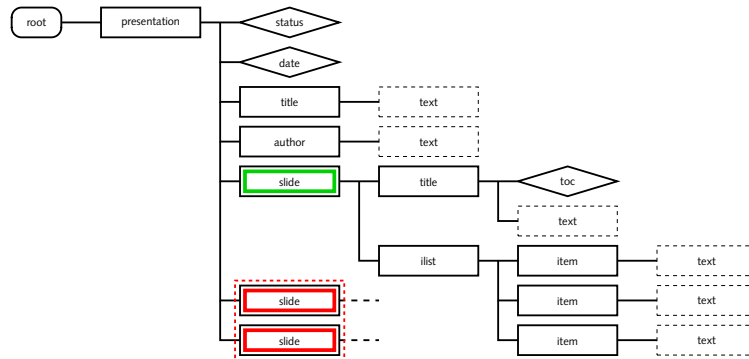 root presentation status
date
title text
author text
slide title toc
text
ilist item text
slide item text
slide item text